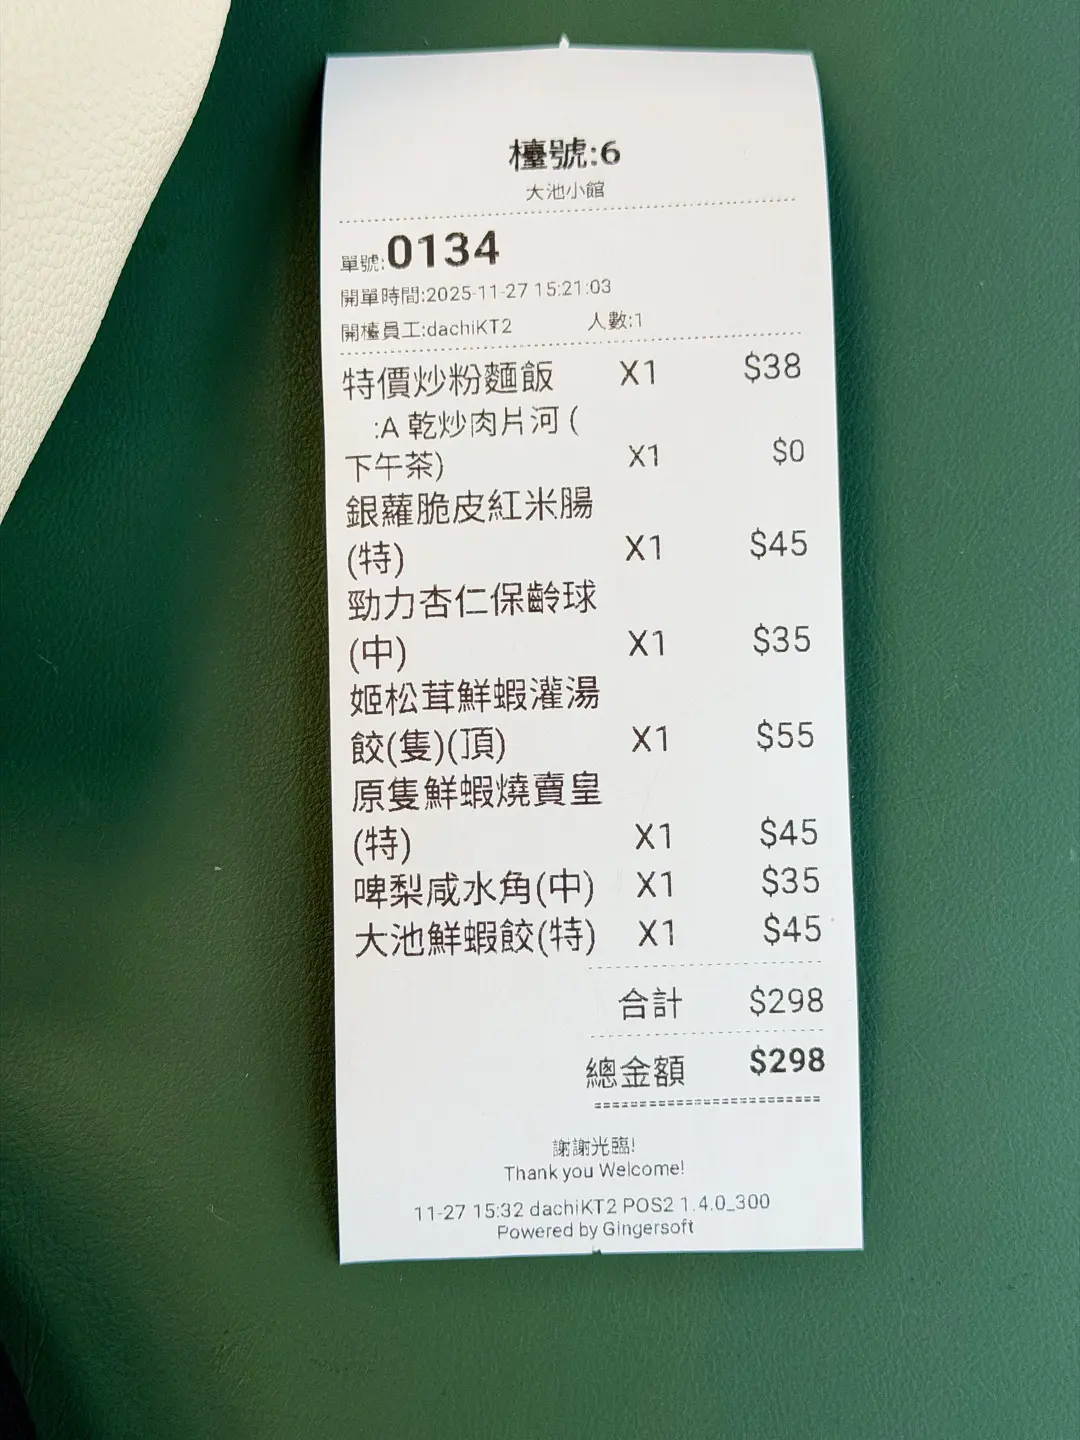 檯號:6
大池小館
單號:0134
開單時間:2025-11-27 15:21:03
開檯員工:dachiKT2 人數:1
特價炒粉麵飯 X1 $38
:A 乾炒肉片河 (
下午茶) X1 $0
銀蘿脆皮紅米腸
(特) X1 $45
勁力杏仁保齡球
(中) X1 $35
姬松茸鮮蝦灌湯
餃(隻)(頂) X1 $55
原隻鮮蝦燒賣皇
(特) X1 $45
啤梨咸水角(中) X1 $35
大池鮮蝦餃(特) X1 $45
合計 $298
總金額 $298
=========================
謝謝光臨!
Thank you Welcome!
11-27 15:32 dachiKT2 POS2 1.4.0_300
Powered by Gingersoft